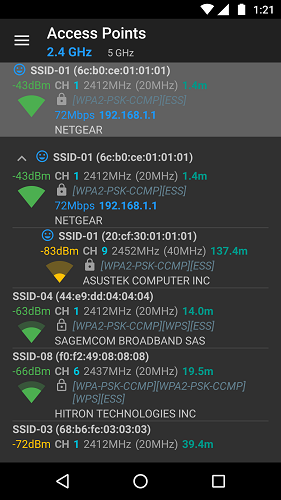 1:21
Access Points
2.4 GHz 5 GHz
SSID-01 (6c:b0:ce:01:01:01)
-43dBm CH 1 2412MHz (20MHz) 1.4m
[WPA2-PSK-CCMP][ESS]
72Mbps 192.168.1.1
NETGEAR
SSID-01 (6c:b0:ce:01:01:01)
-43dBm CH 1 2412MHz (20MHz) 1.4m
[WPA2-PSK-CCMP][ESS]
72Mbps 192.168.1.1
NETGEAR
SSID-01 (20:cf:30:01:01:01)
-83dBm CH 9 2452MHz (40MHz) 137.4m
[WPA2-PSK-CCMP][ESS]
ASUSTEK COMPUTER INC
SSID-04 (44:e9:dd:04:04:04)
-63dBm CH 1 2412MHz (20MHz) 14.0m
[WPA2-PSK-CCMP][WPS][ESS]
SAGEMCOM BROADBAND SAS
SSID-08 (f0:f2:49:08:08:08)
-66dBm CH 6 2437MHz (20MHz) 19.5m
[WPA-PSK-CCMP][WPA2-PSK-CCMP]
[WPS][ESS]
HITRON TECHNOLOGIES INC
SSID-03 (68:b6:fc:03:03:03)
-72dBm CH 1 2412MHz (20MHz) 39.4m